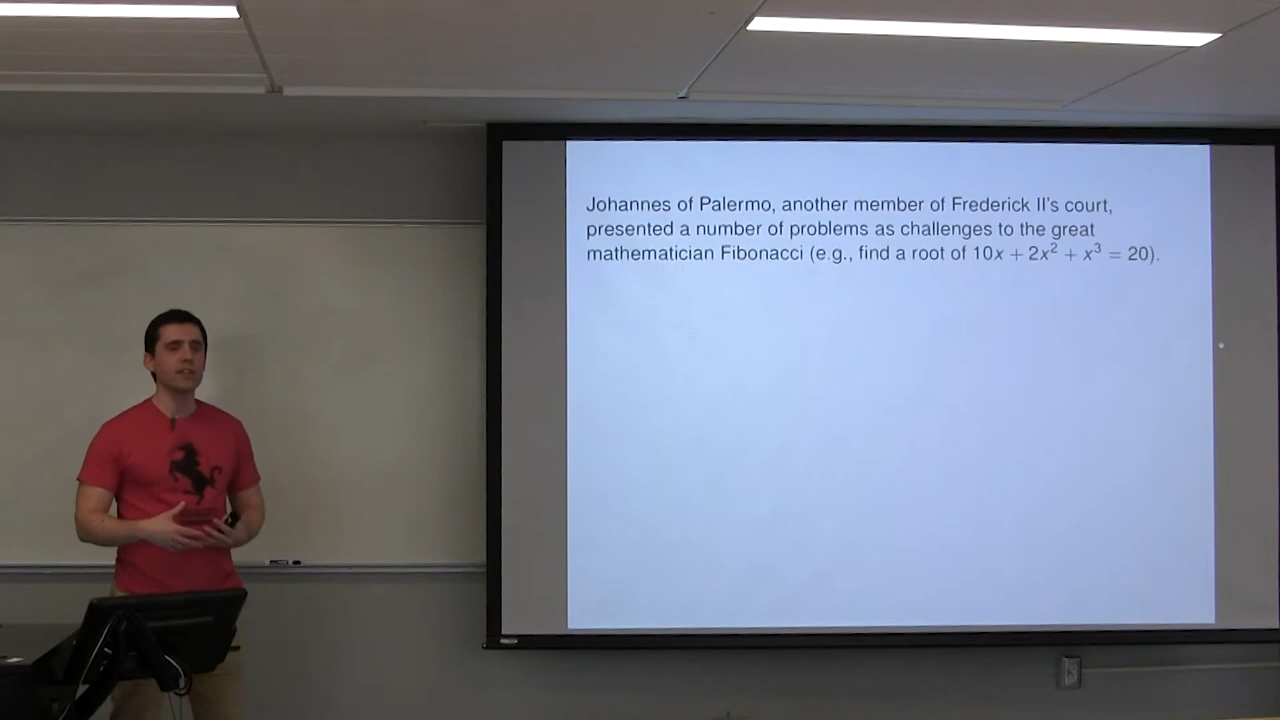 Johannes of Palermo, another member of Frederick II's court,
presented a number of problems as challenges to the great
mathematician Fibonacci (e.g., find a root of 10x + 2x² + x³ = 20).